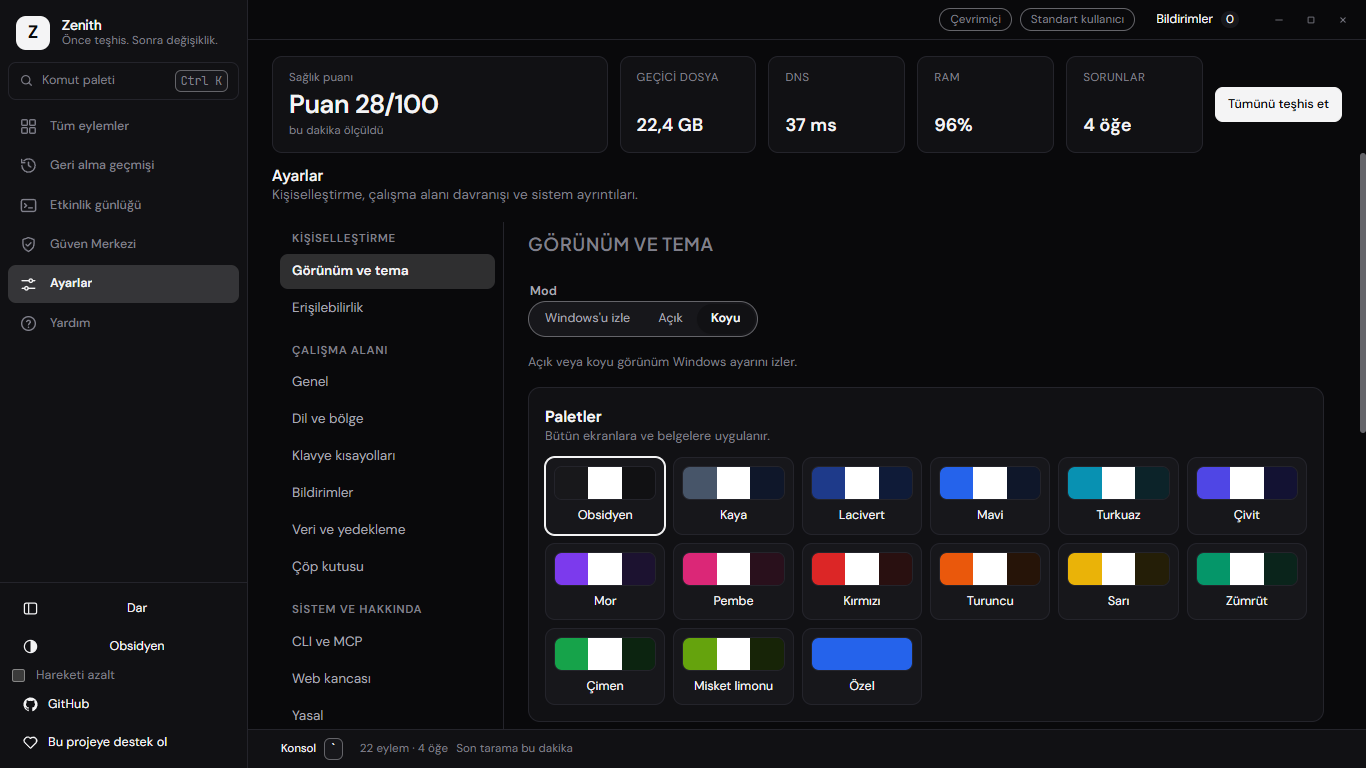 Z
Zenith
Önce teşhis. Sonra değişiklik.
Komut paleti
Ctrl K
Tüm eylemler
Geri alma geçmişi
Etkinlik günlüğü
Güven Merkezi
Ayarlar
Yardım
Dar
Obsidyen
Hareketi azalt
GitHub
Bu projeye destek ol
Çevrimiçi
Standart kullanıcı
Bildirimler 0
Sağlık puanı
Puan 28/100
bu dakika ölçüldü
GEÇİCİ DOSYA
22,4 GB
DNS
37 ms
RAM
96%
SORUNLAR
4 öğe
Tümünü teşhis et
Ayarlar
Kişiselleştirme, çalışma alanı davranışı ve sistem ayrıntıları.
KİŞİSELLEŞTİRME
Görünüm ve tema
Erişilebilirlik
ÇALIŞMA ALANI
Genel
Dil ve bölge
Klavye kısayolları
Bildirimler
Veri ve yedekleme
Çöp kutusu
SİSTEM VE HAKKINDA
CLI ve MCP
Web kancası
Yasal
GÖRÜNÜM VE TEMA
Mod
Windows'u izle
Açık
Koyu
Açık veya koyu görünüm Windows ayarını izler.
Paletler
Bütün ekranlara ve belgelere uygulanır.
Obsidyen
Kaya
Lacivert
Mavi
Turkuaz
Çivit
Mor
Pembe
Kırmızı
Turuncu
Sarı
Zümrüt
Çimen
Misket limonu
Özel
Konsol `
22 eylem · 4 öğe
Son tarama bu dakika